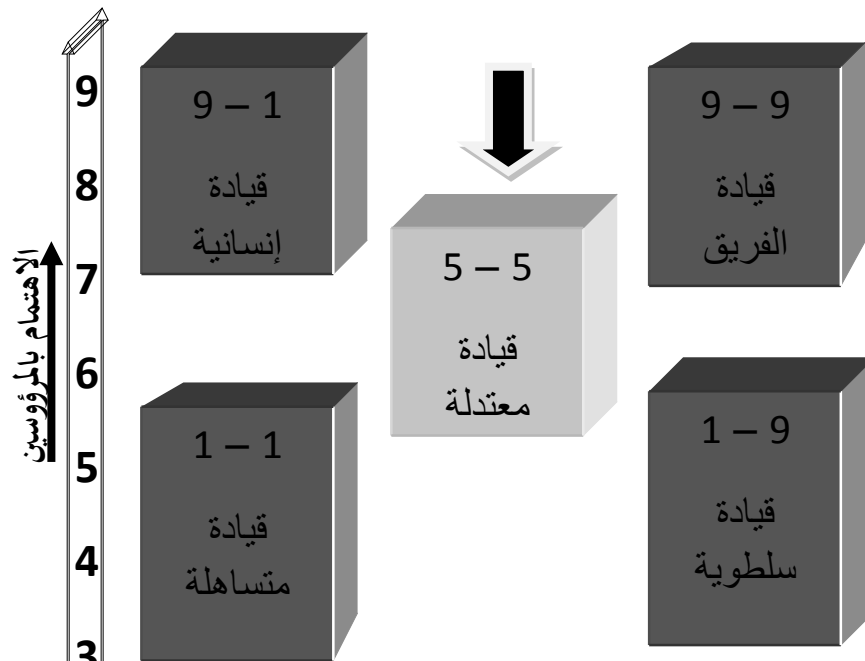 9
8
7
6
5
4
3
الاهتمام بالمرؤوسين
9 – 1
قيادة
إنسانية
9 – 9
قيادة
الفريق
5 – 5
قيادة
معتدلة
1 – 1
قيادة
متساهلة
1 – 9
قيادة
سلطوية